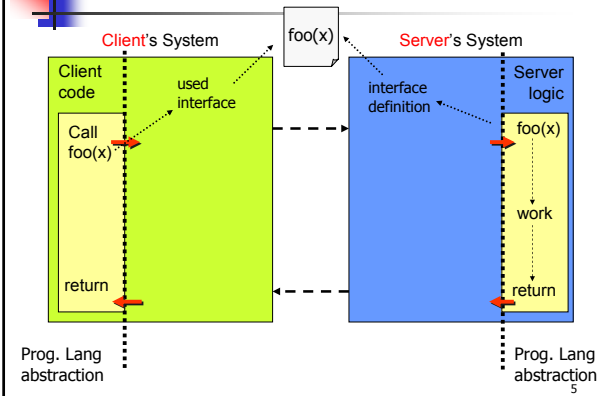 foo(x)
Client's System
Server's System
Client
code
used
interface
interface
definition
Server
logic
Call
foo(x)
foo(x)
work
return
return
Prog. Lang
abstraction
Prog. Lang
abstraction
5